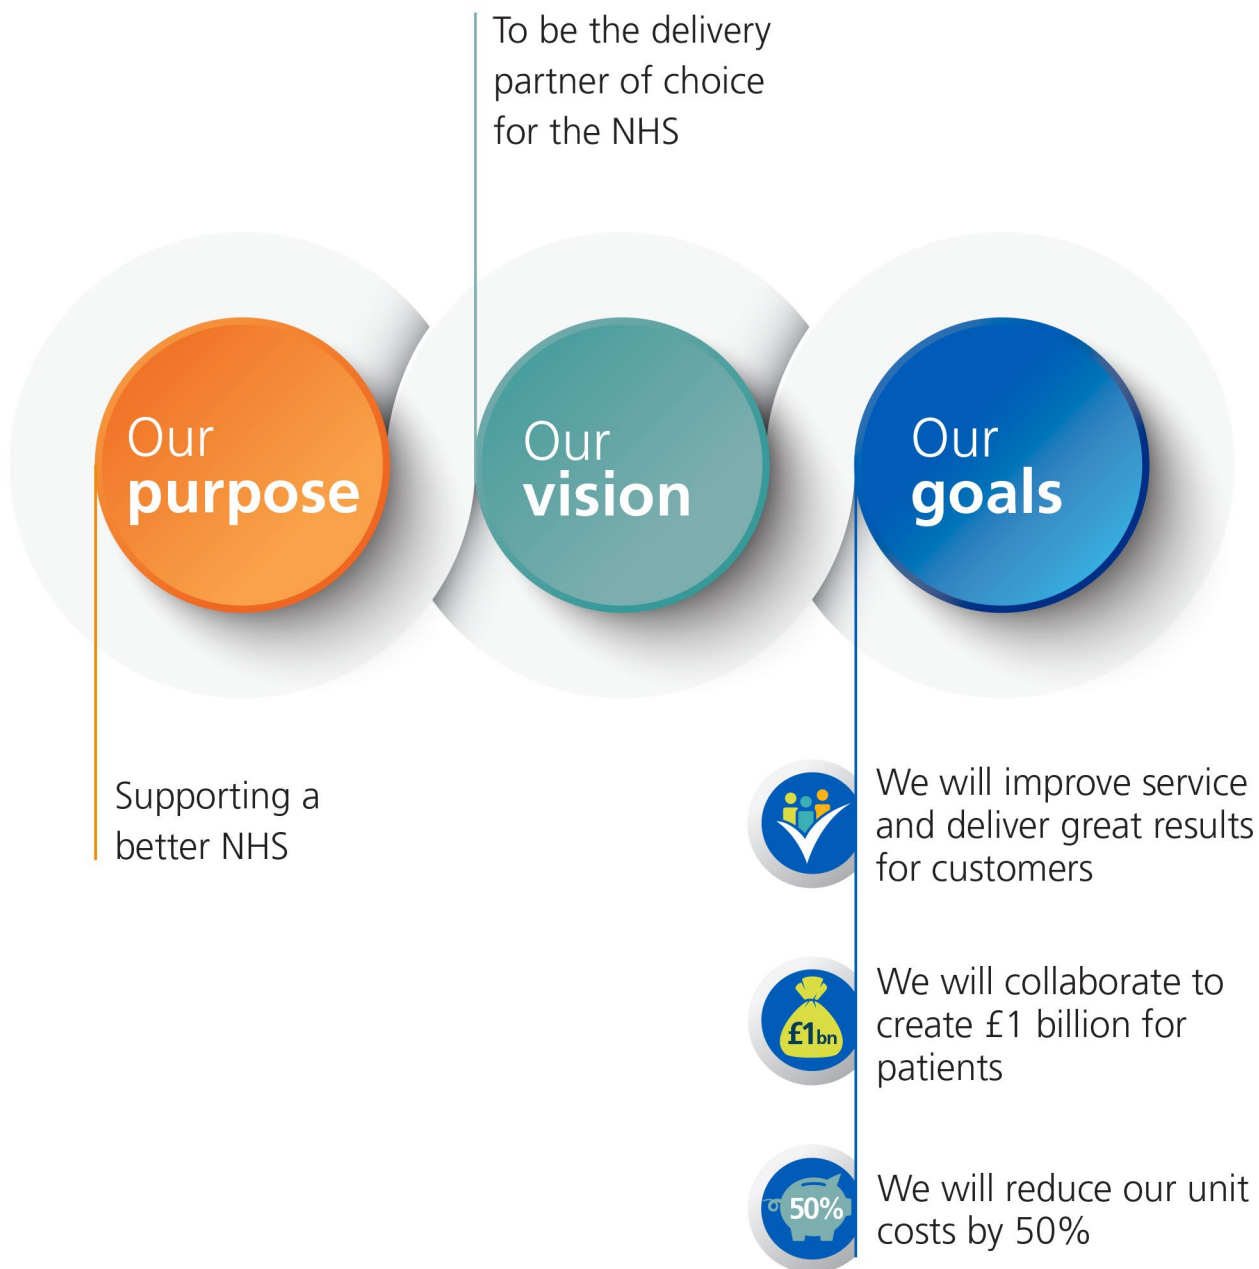 To be the delivery
partner of choice
for the NHS
Our
purpose
Our
vision
Our
goals
Supporting a
better NHS
We will improve service
and deliver great results
for customers
£1bn
We will collaborate to
create £1 billion for
patients
50%
We will reduce our unit
costs by 50%